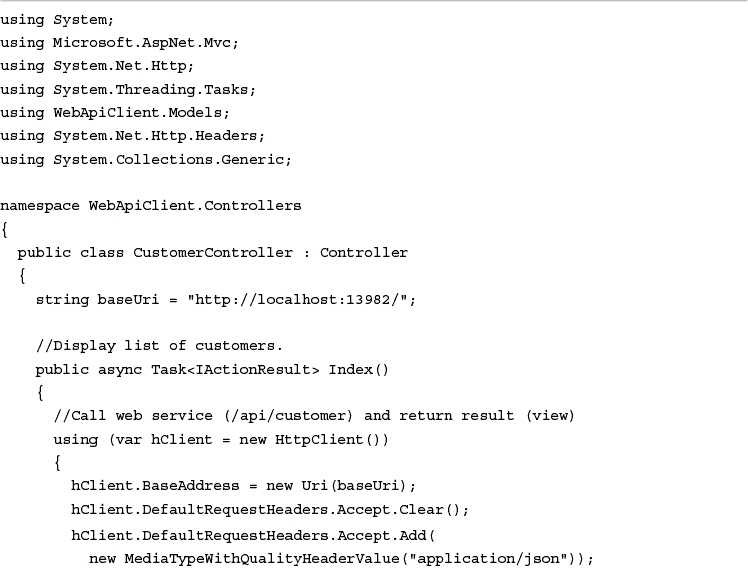 using System;
using Microsoft.AspNet.Mvc;
using System.Net.Http;
using System.Threading.Tasks;
using WebApiClient.Models;
using System.Net.Http.Headers;
using System.Collections.Generic;

namespace WebApiClient.Controllers
{
  public class CustomerController : Controller
  {
    string baseUri = "http://localhost:13982/";

    //Display list of customers.
    public async Task<IActionResult> Index()
    {
      //Call web service (/api/customer) and return result (view)
      using (var hClient = new HttpClient())
      {
        hClient.BaseAddress = new Uri(baseUri);
        hClient.DefaultRequestHeaders.Accept.Clear();
        hClient.DefaultRequestHeaders.Accept.Add(
          new MediaTypeWithQualityHeaderValue("application/json"));